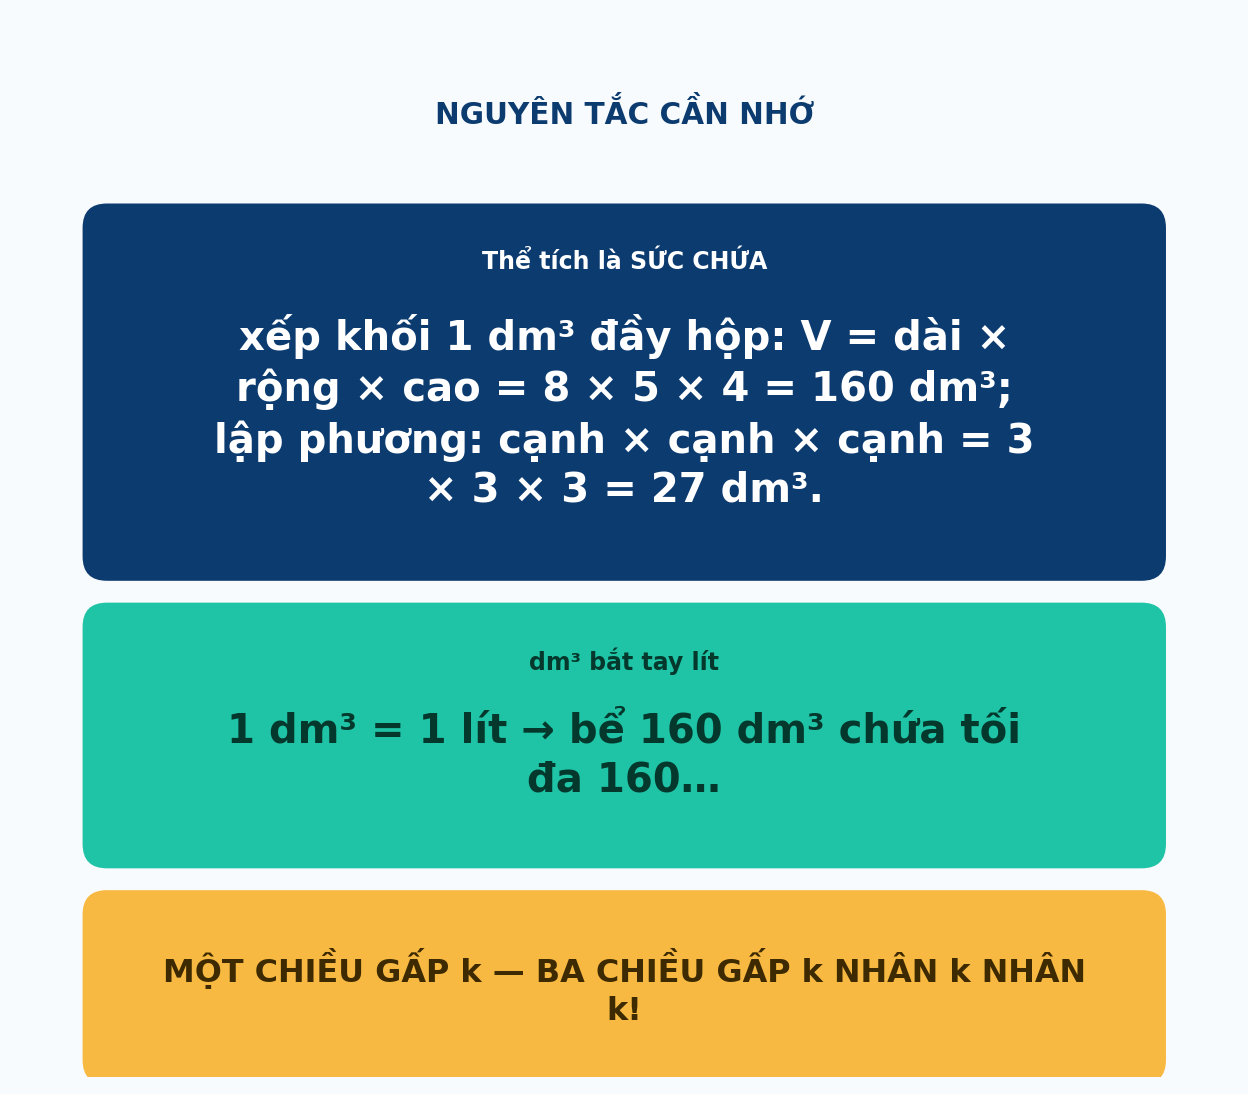 NGUYÊN TẮC CẦN NHỚ
Thể tích là SỨC CHỨA
xếp khối 1 dm³ đầy hộp: V = dài ×
rộng × cao = 8 × 5 × 4 = 160 dm³;
lập phương: cạnh × cạnh × cạnh = 3
× 3 × 3 = 27 dm³.
dm³ bắt tay lít
1 dm³ = 1 lít → bể 160 dm³ chứa tối
đa 160…
MỘT CHIỀU GẤP k — BA CHIỀU GẤP k NHÂN k NHÂN
k!